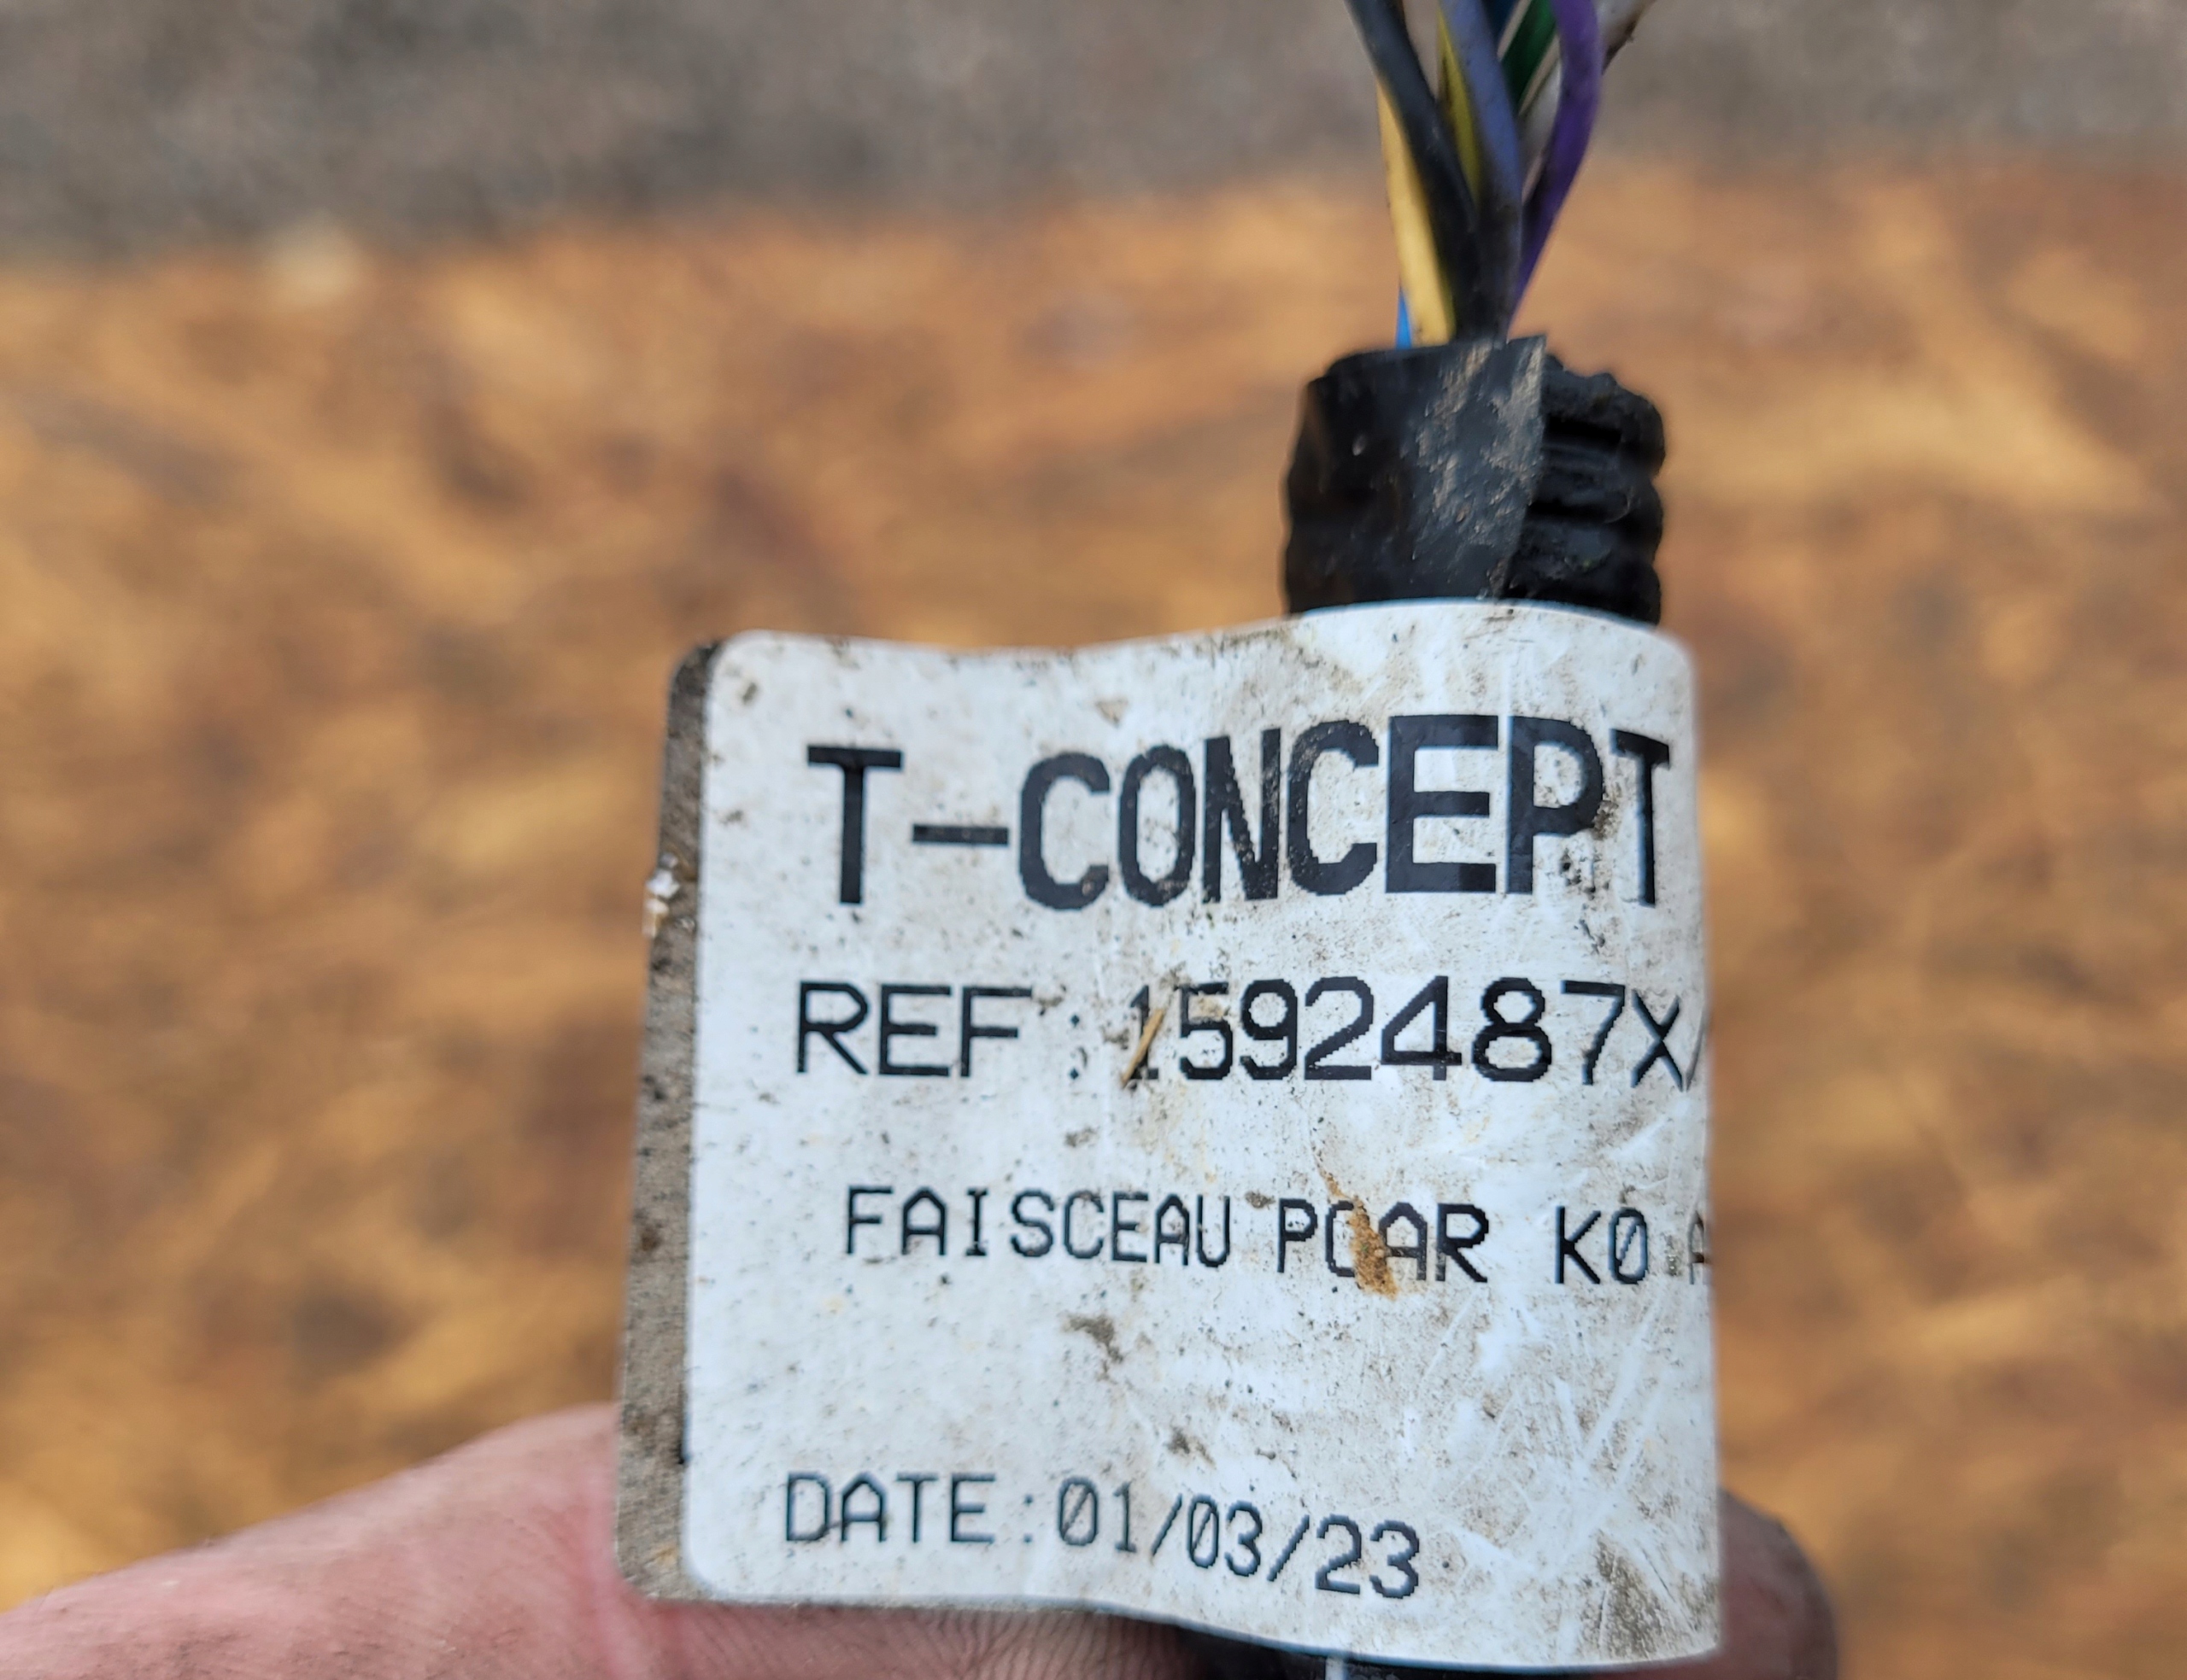 T-CONCEPT
REF : 1592487X/
FAISCEAU PCAR K0
DATE:01/03/23